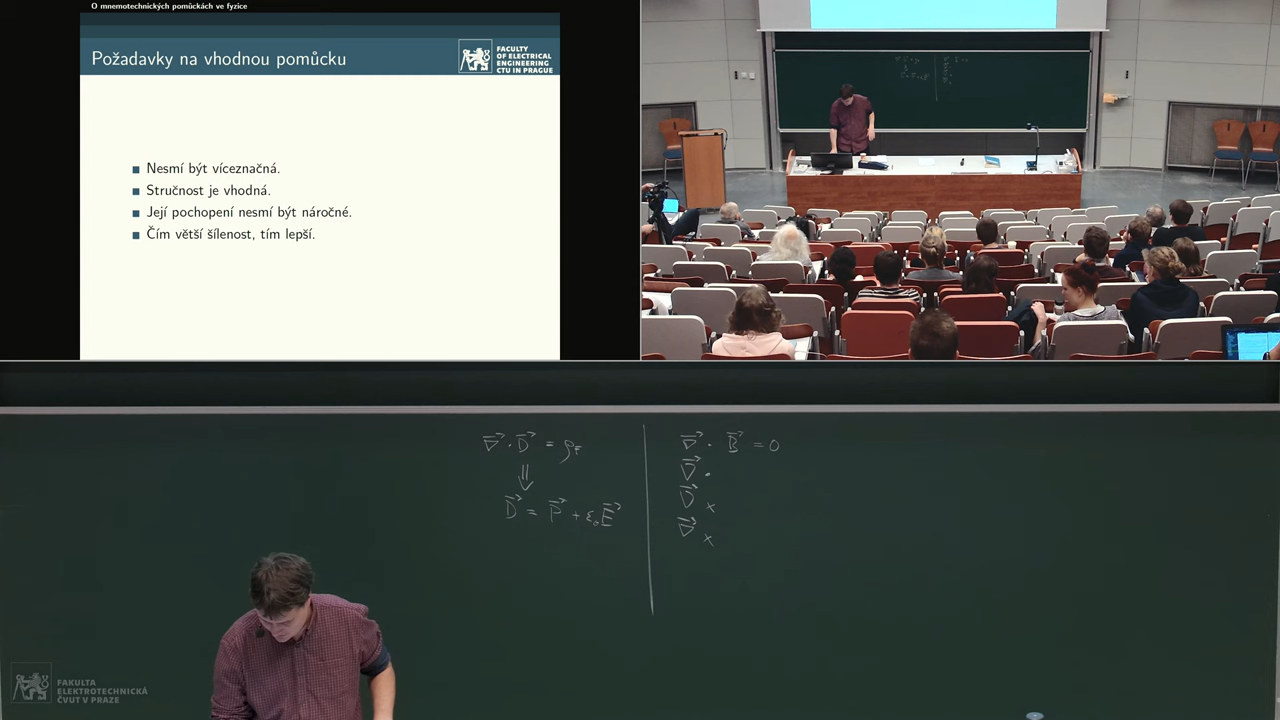 O mnemotechnických pomůckách ve fyzice
Požadavky na vhodnou pomůcku
FACULTY
OF ELECTRICAL
ENGINEERING
CTU IN PRAGUE
■ Nesmí být víceznačná.
■ Stručnost je vhodná.
■ Její pochopení nesmí být náročné.
■ Čím větší šílenost, tím lepší.
∇⃗ · D⃗ = ρ_F
⇓
D⃗ = P⃗ + ε₀E⃗
∇⃗ · B⃗ = 0
∇⃗ ·
∇⃗ ×
∇⃗ ×
FAKULTA
ELEKTROTECHNICKÁ
ČVUT V PRAZE